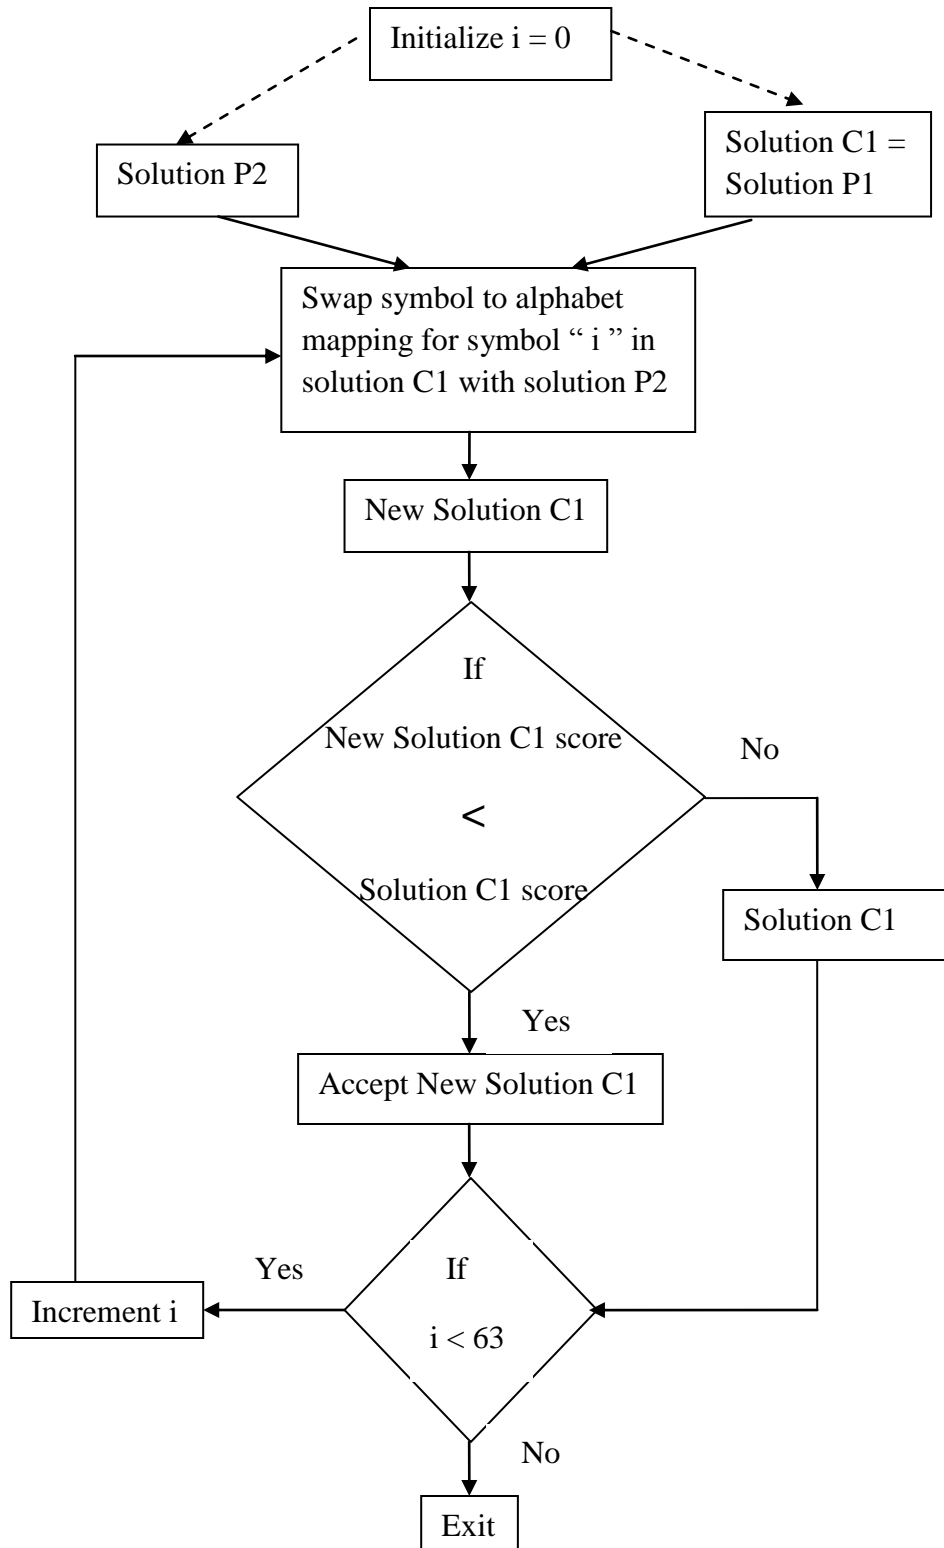 Initialize i = 0
Solution P2
Solution C1 =
Solution P1
Swap symbol to alphabet
mapping for symbol “ i ” in
solution C1 with solution P2
New Solution C1
If
New Solution C1 score
<
Solution C1 score
No
Solution C1
Yes
Accept New Solution C1
If
i < 63
Yes
Increment i
No
Exit